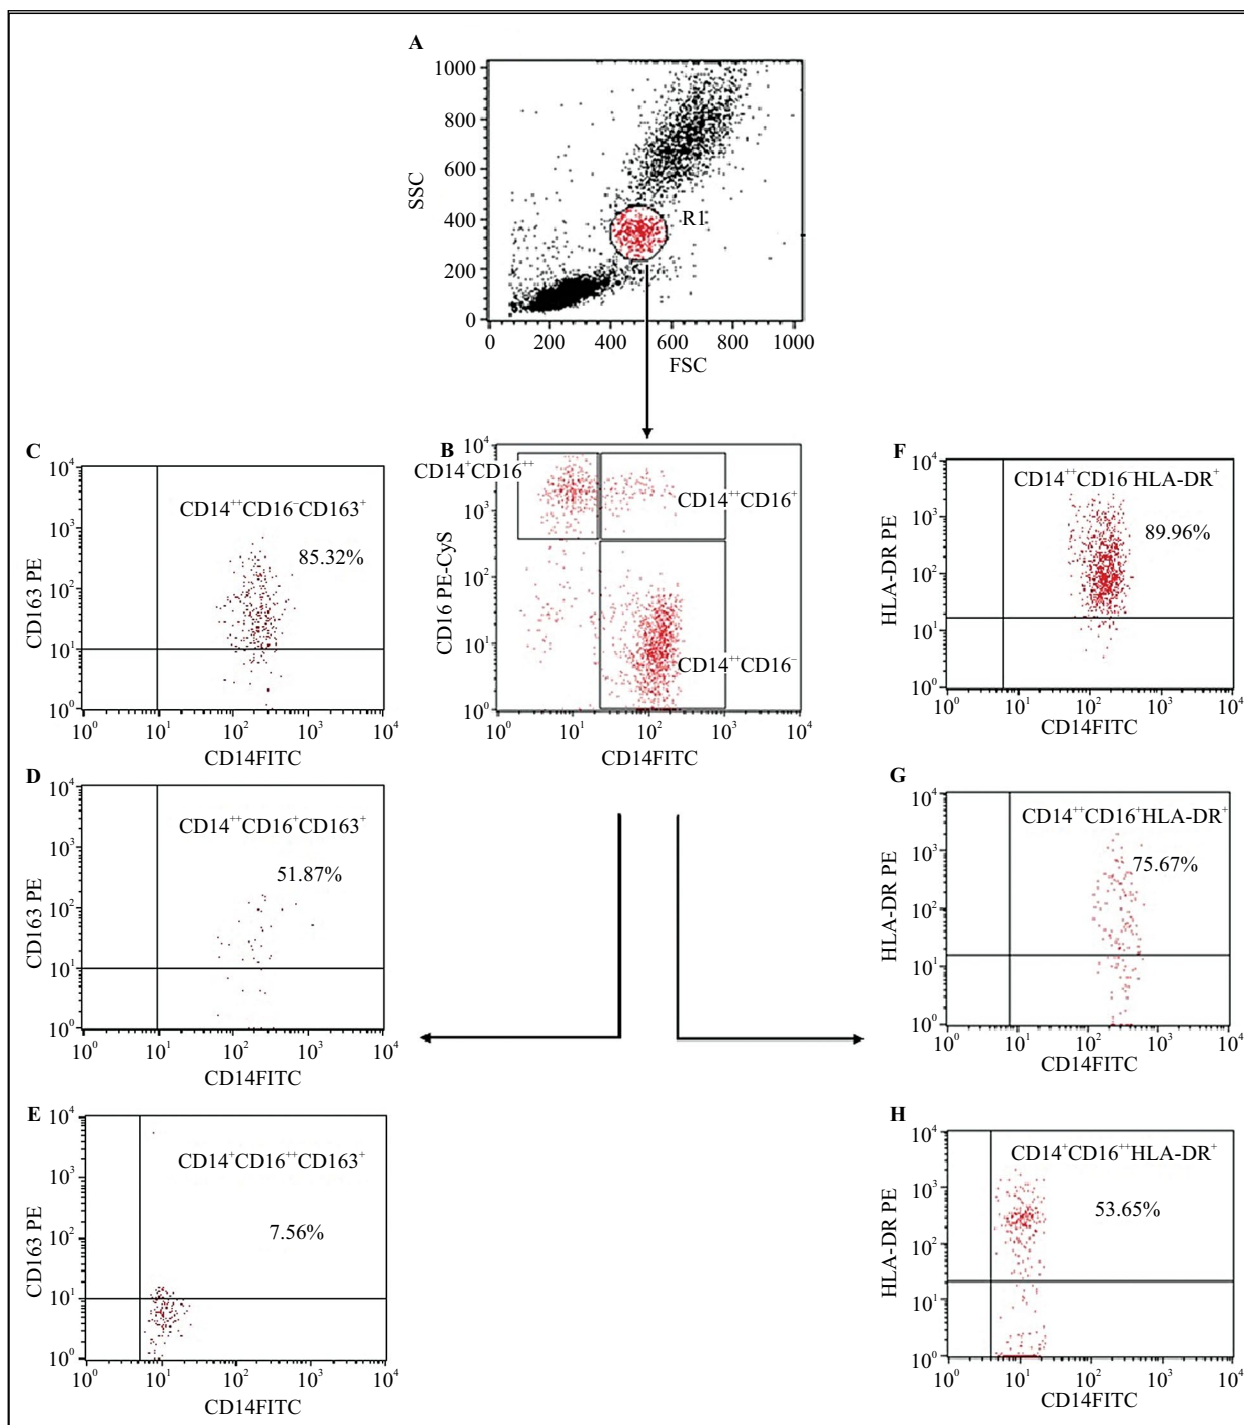 A
1000
800
600
400
200
0
SSC
R1
0 200 400 600 800 1000
FSC
C
10⁴
10³
10²
10¹
10⁰
CD163 PE
CD14⁺⁺CD16⁻CD163⁺
85.32%
10⁰ 10¹ 10² 10³ 10⁴
CD14FITC
B
10⁴
10³
10²
10¹
10⁰
CD16 PE-CyS
CD14⁺CD16⁺⁺
CD14⁺⁺CD16⁺
CD14⁺⁺CD16⁻
10⁰ 10¹ 10² 10³ 10⁴
CD14FITC
F
10⁴
10³
10²
10¹
10⁰
HLA-DR PE
CD14⁺⁺CD16⁻HLA-DR⁺
89.96%
10⁰ 10¹ 10² 10³ 10⁴
CD14FITC
D
10⁴
10³
10²
10¹
10⁰
CD163 PE
CD14⁺⁺CD16⁺CD163⁺
51.87%
10⁰ 10¹ 10² 10³ 10⁴
CD14FITC
G
10⁴
10³
10²
10¹
10⁰
HLA-DR PE
CD14⁺⁺CD16⁺HLA-DR⁺
75.67%
10⁰ 10¹ 10² 10³ 10⁴
CD14FITC
E
10⁴
10³
10²
10¹
10⁰
CD163 PE
CD14⁺CD16⁺⁺CD163⁺
7.56%
10⁰ 10¹ 10² 10³ 10⁴
CD14FITC
H
10⁴
10³
10²
10¹
10⁰
HLA-DR PE
CD14⁺CD16⁺⁺HLA-DR⁺
53.65%
10⁰ 10¹ 10² 10³ 10⁴
CD14FITC